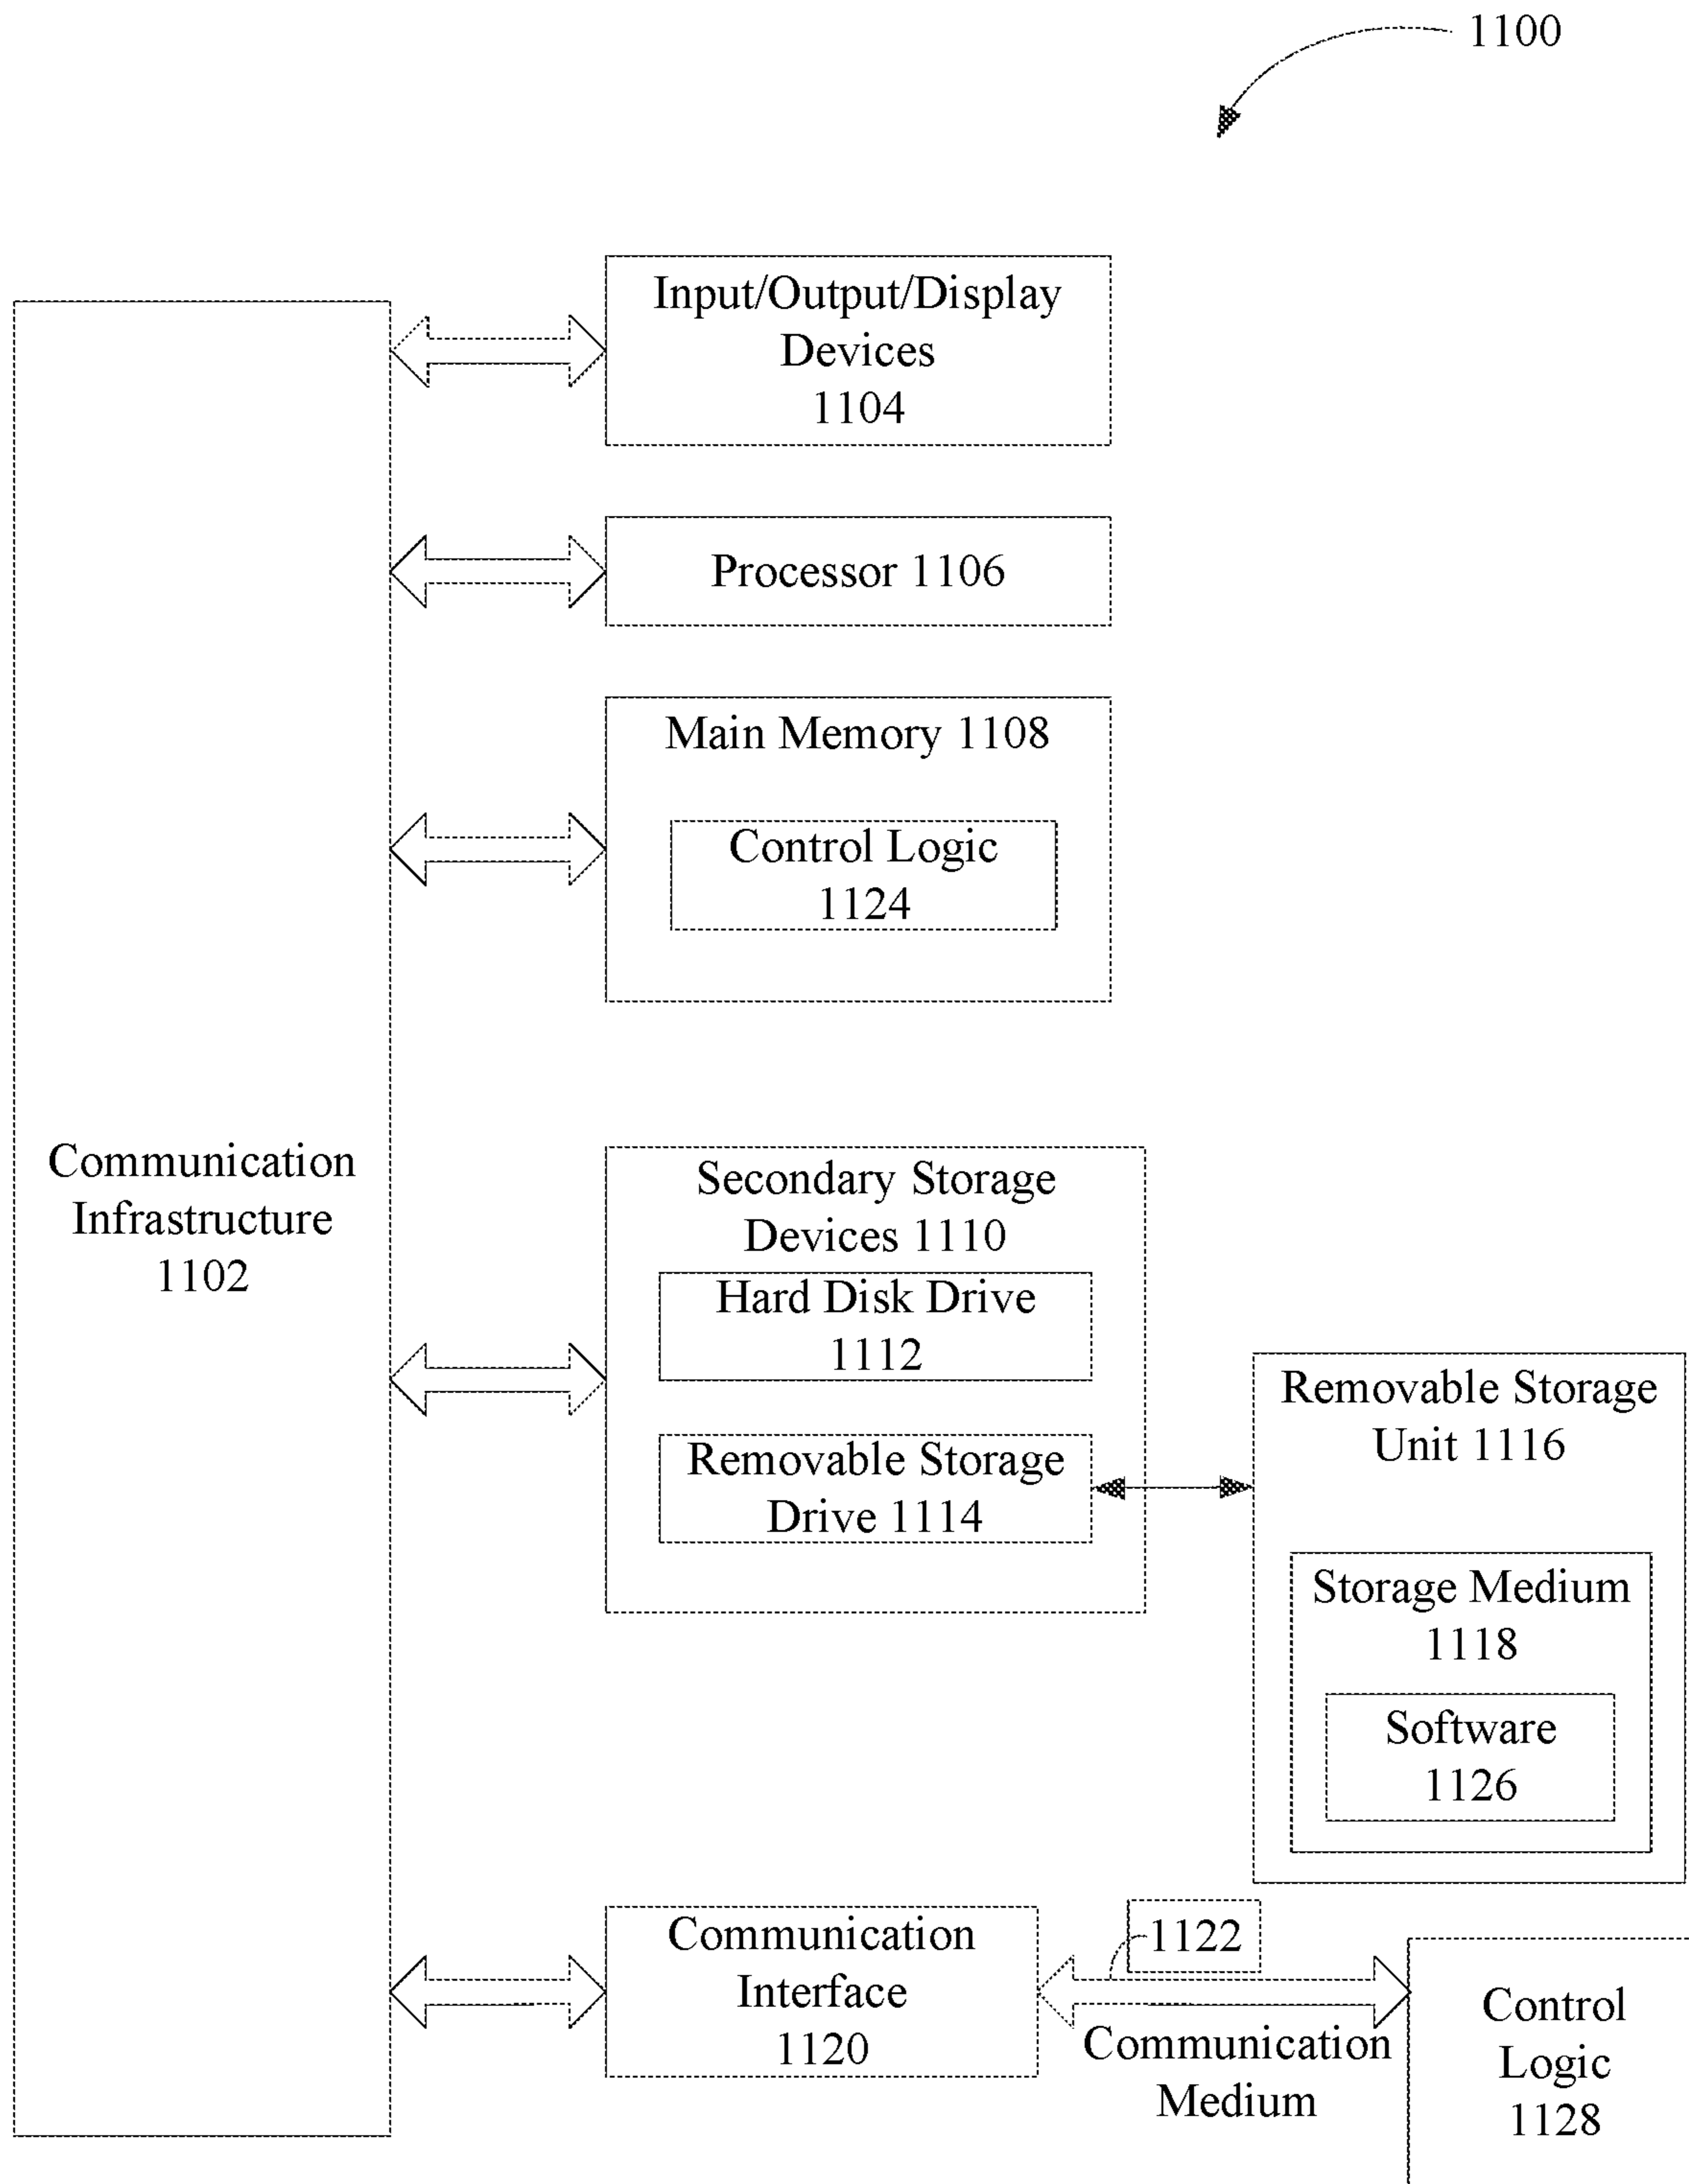 1100
Input/Output/Display
Devices
1104
Processor 1106
Main Memory 1108
Control Logic
1124
Communication
Infrastructure
1102
Secondary Storage
Devices 1110
Hard Disk Drive
1112
Removable Storage
Drive 1114
Removable Storage
Unit 1116
Storage Medium
1118
Software
1126
Communication
Interface
1120
1122
Communication
Medium
Control
Logic
1128